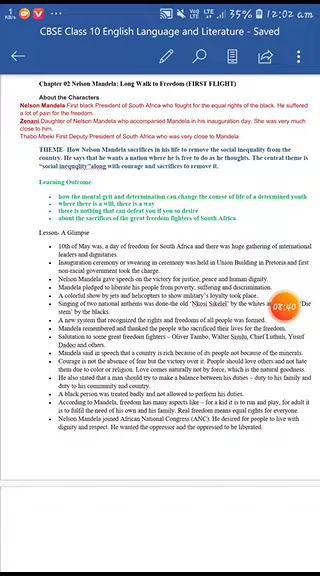 1
KB/s
VoLTE LTE 35% 12:02 a.m.
CBSE Class 10 English Language and Literature - Saved
Chapter 02 Nelson Mandela: Long Walk to Freedom (FIRST FLIGHT)
About the Characters
Nelson Mandela First black President of South Africa who fought for the equal rights of the black. He suffered
a lot of pain for the freedom.
Zenani Daughter of Nelson Mandela who accompanied Mandela in his inauguration day. She was very much
close to him.
Thabo Mbeki First Deputy President of South who was very close to Mandela
THEME- How Nelson Mandela sacrifices in his life to remove the social inequality from the
country. He says that he wants a nation where he is free to do as he thoughts. The central theme is
"social inequality"along with courage and sacrifices to remove it.
Learning Outcome
how the mental grit and determination can change the course of life of a determined youth
where there is a will, there is a way
there is nothing that can defeat you if you so desire
about the sacrifices of the great freedom fighters of South Africa
Lesson- A Glimpse
10th of May was, a day of freedom for South Africa and there was huge gathering of international
leaders and dignitaries.
Inauguration ceremony or swearing in ceremony was held in Union Building in Pretoria and first
non-racial government took the charge.
Nelson Mandela gave speech on the victory for justice, peace and human dignity.
Mandela pledged to liberate his people from poverty, suffering and discrimination.
A colorful show by jets and helicopters to show military's loyalty took place.
Singing of two national anthems was done-the old 'Nkosi Sikelel' by the whites 'Die
stem' by the blacks.
08:40
A new system that recognized the rights and freedoms of all people was formed.
Mandela remembered and thanked the people who sacrificed their lives for the freedom.
Salutation to some great freedom fighters – Oliver Tambo, Walter Sisulu, Chief Luthuli, Yusuf
Dadoo and others.
Mandela said in speech that a country is rich because of its people not because of the minerals.
Courage is not the absence of fear but the victory over it. People should love others and not hate
them due to color or religion. Love comes naturally not by force, which is the natural goodness.
He also stated that a man should try to make a balance between his duties – duty to his family and
duty to his community and country.
A black person was treated badly and not allowed to perform his duties.
According to Mandela, freedom has many aspects like – for a kid it is to run and play, for adult it
is to fulfil the need of his own and his family. Real freedom means equal rights for everyone.
Nelson Mandela joined African National Congress (ANC). He desired for people to live with
dignity and respect. He wanted the oppressor and the oppressed to be liberated.